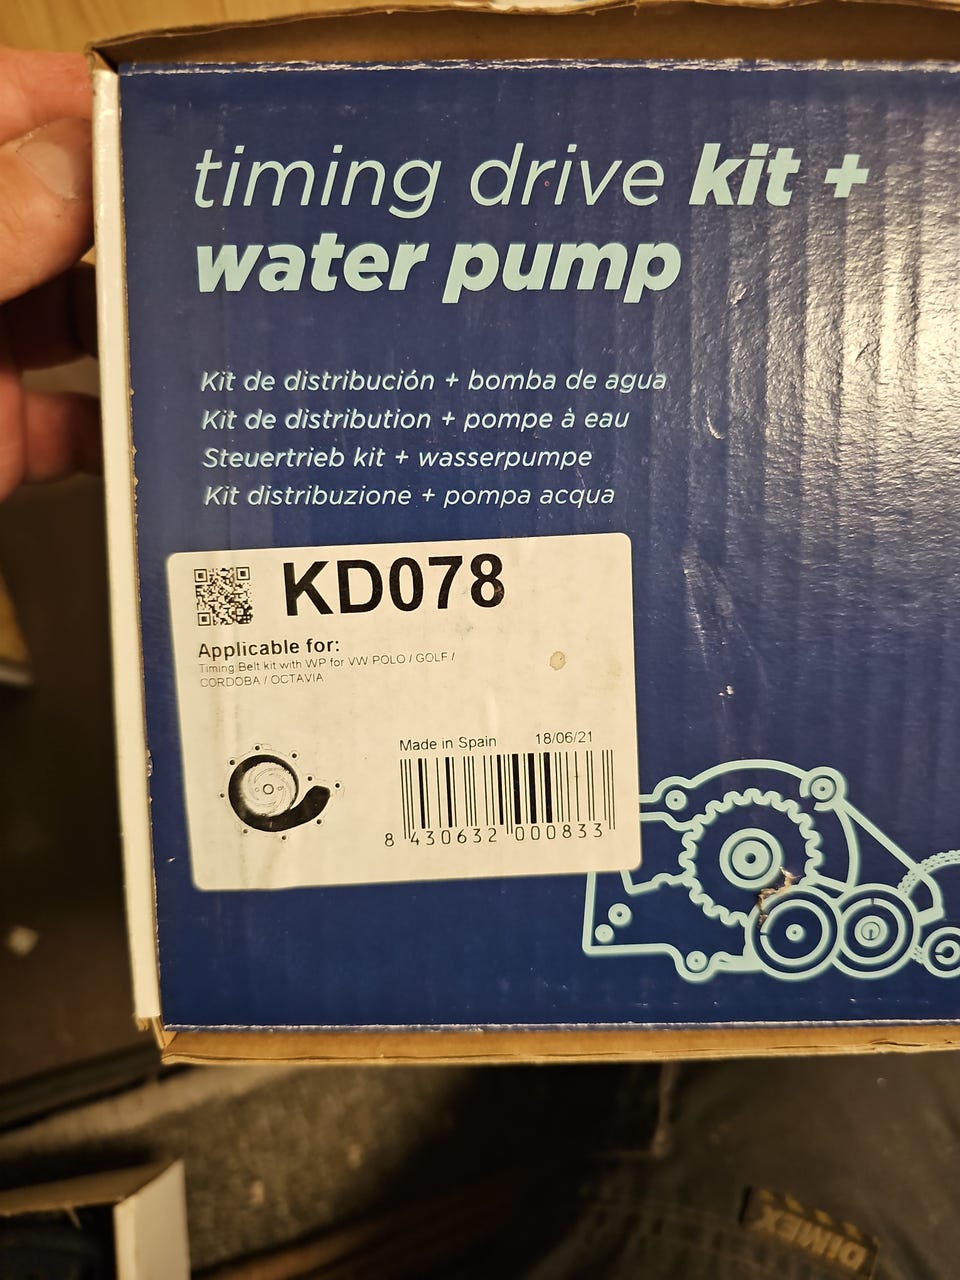 timing drive kit +
water pump
Kit de distribución + bomba de agua
Kit de distribution + pompe à eau
Steuertrieb kit + wasserpumpe
Kit distribuzione + pompa acqua
KD078
Applicable for:
Timing Belt kit with WP for VW POLO / GOLF /
CORDOBA / OCTAVIA
Made in Spain 18/06/21
8 430632 000833
DIMEX